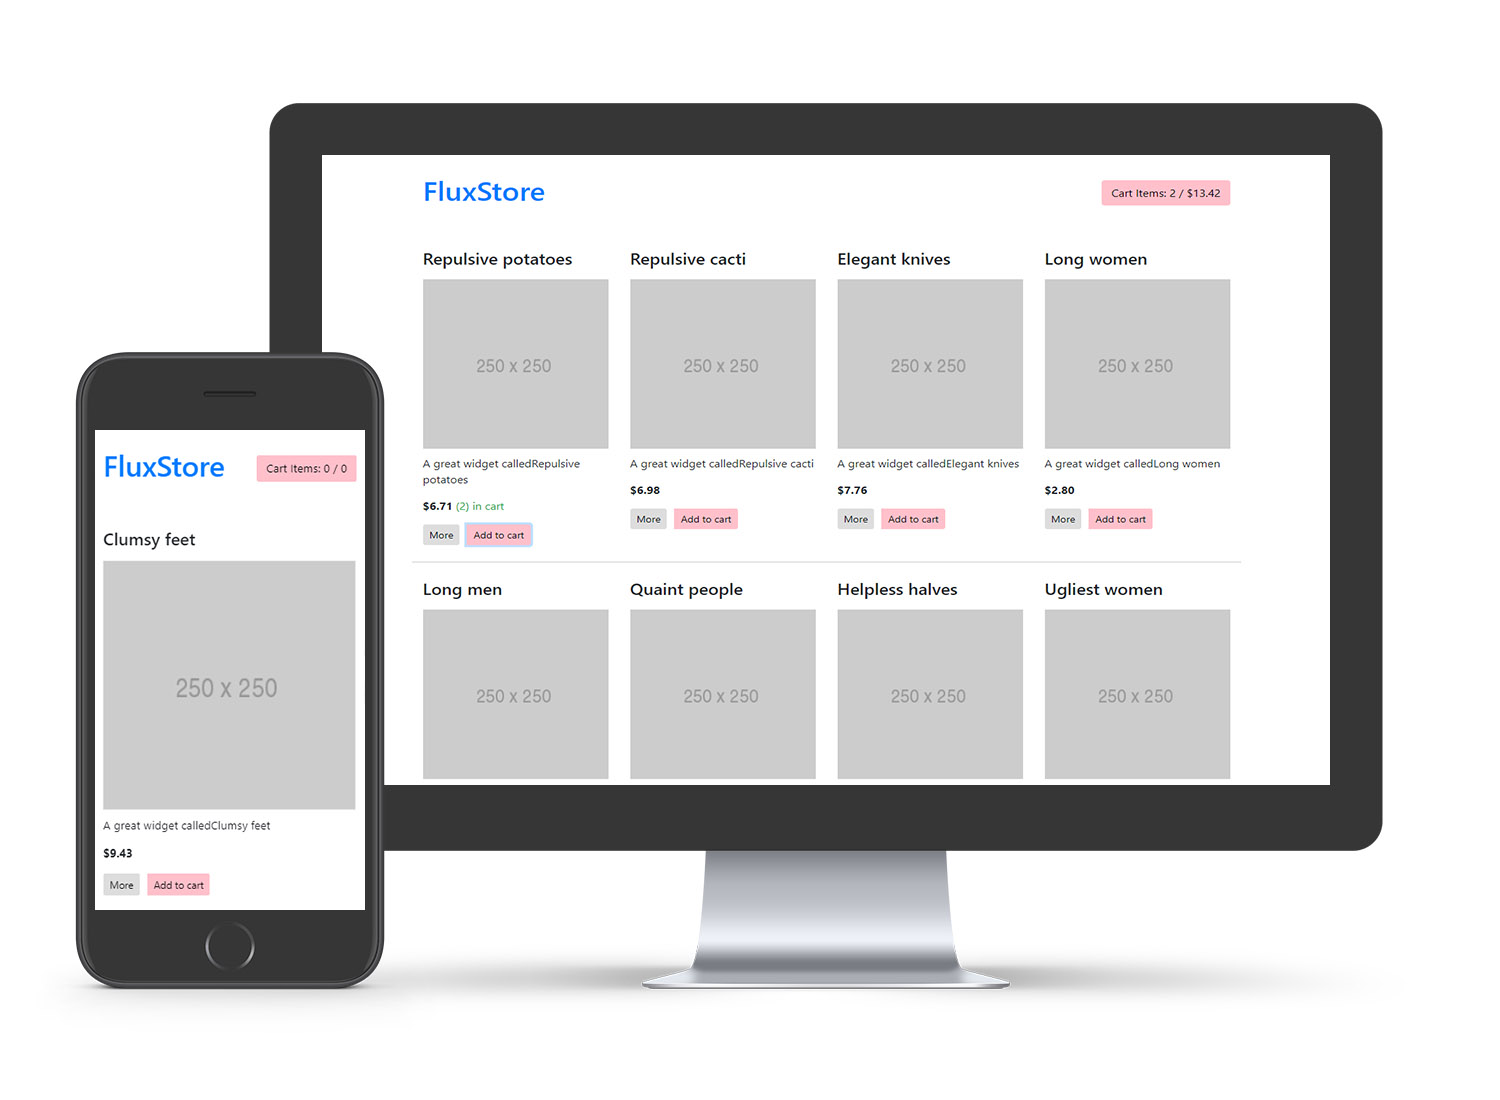 FluxStore
Cart Items: 2 / $13.42
Repulsive potatoes
Repulsive cacti
Elegant knives
Long women
250 x 250
250 x 250
250 x 250
250 x 250
A great widget calledRepulsive
potatoes
$6.71 (2) in cart
More
Add to cart
A great widget calledRepulsive cacti
$6.98
More
Add to cart
A great widget calledElegant knives
$7.76
More
Add to cart
A great widget calledLong women
$2.80
More
Add to cart
Long men
Quaint people
Helpless halves
Ugliest women
250 x 250
250 x 250
250 x 250
250 x 250
FluxStore
Cart Items: 0 / 0
Clumsy feet
250 x 250
A great widget calledClumsy feet
$9.43
More
Add to cart